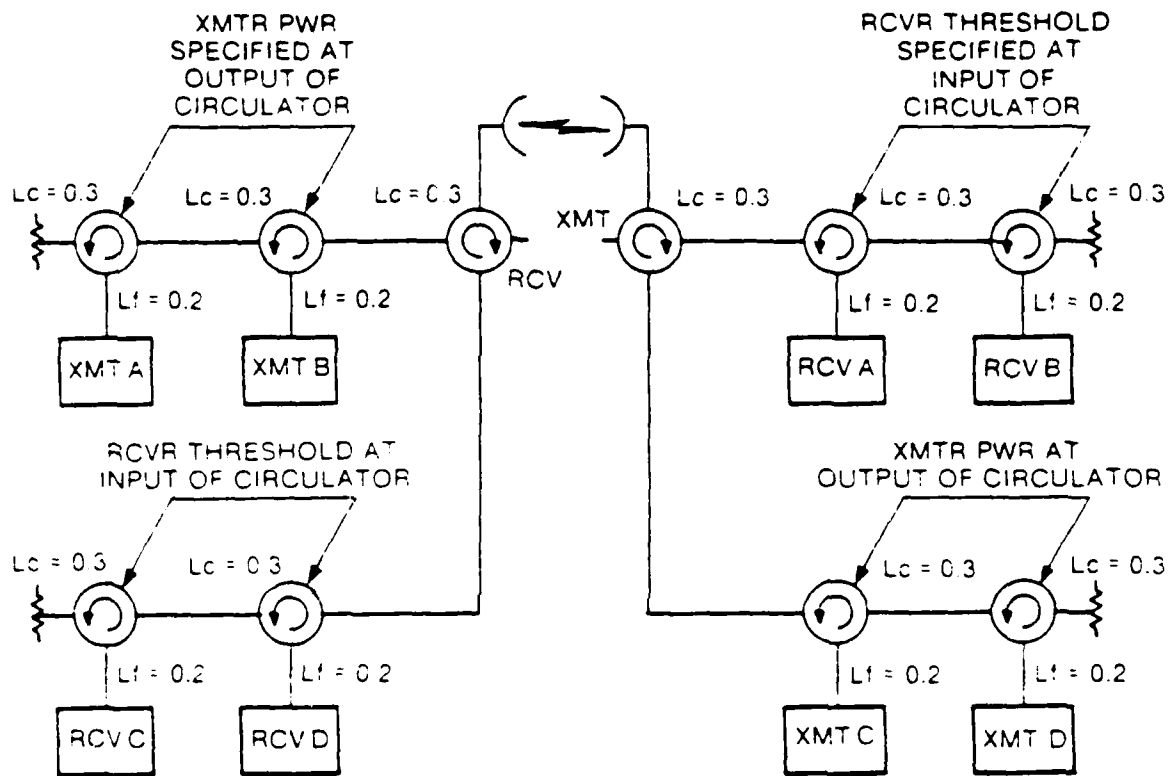 XMTR PWR
SPECIFIED AT
OUTPUT OF
CIRCULATOR
RCVR THRESHOLD
SPECIFIED AT
INPUT OF
CIRCULATOR
Lc = 0.3
Lc = 0.3
Lc = 0.3
XMT
RCV
Lc = 0.3
Lc = 0.3
Lc = 0.3
Lf = 0.2
Lf = 0.2
Lf = 0.2
Lf = 0.2
XMT A
XMT B
RCV A
RCV B
RCVR THRESHOLD AT
INPUT OF CIRCULATOR
XMTR PWR AT
OUTPUT OF CIRCULATOR
Lc = 0.3
Lc = 0.3
Lc = 0.3
Lc = 0.3
Lf = 0.2
Lf = 0.2
Lf = 0.2
Lf = 0.2
RCV C
RCV D
XMT C
XMT D